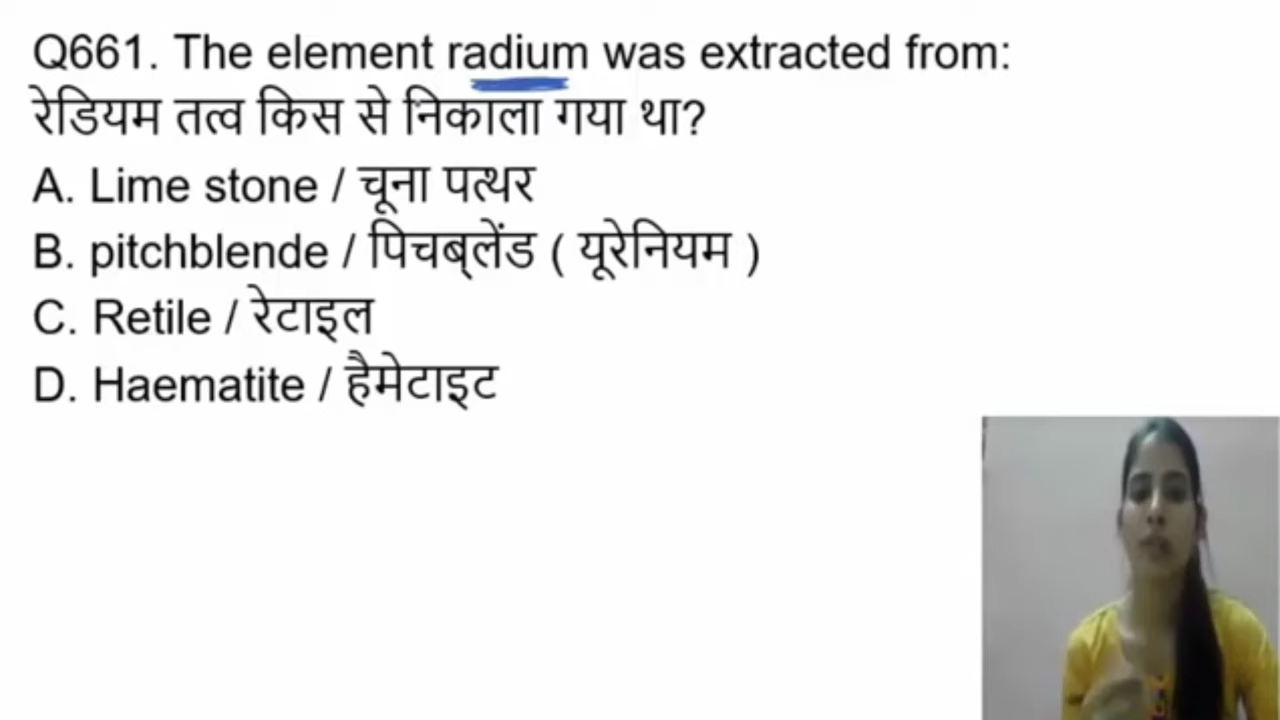 Q661. The element radium was extracted from:
रेडियम तत्व किस से निकाला गया था?
A. Lime stone / चूना पत्थर
B. pitchblende / पिचब्लेंड ( यूरेनियम )
C. Retile / रेटाइल
D. Haematite / हैमेटाइट